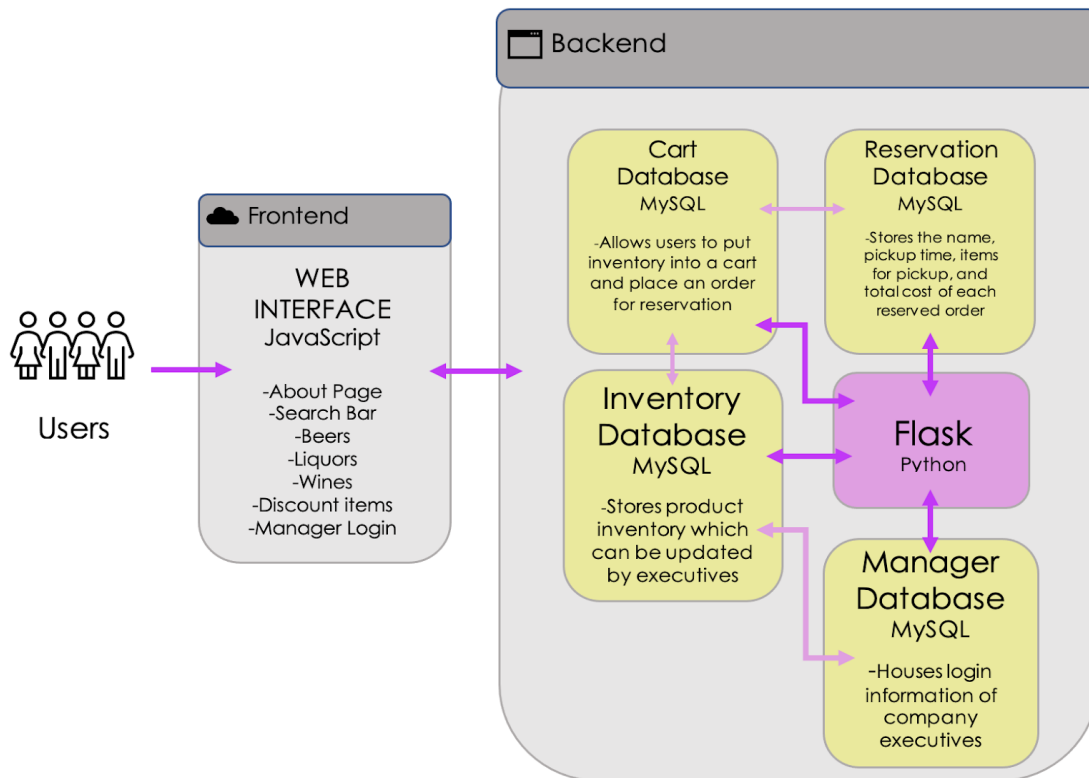 Backend
Cart
Database
MySQL
-Allows users to put
inventory into a cart
and place an order
for reservation
Reservation
Database
MySQL
-Stores the name,
pickup time, items
for pickup, and
total cost of each
reserved order
Frontend
WEB
INTERFACE
JavaScript
-About Page
-Search Bar
-Beers
-Liquors
-Wines
-Discount items
-Manager Login
Users
Inventory
Database
MySQL
-Stores product
inventory which
can be updated
by executives
Flask
Python
Manager
Database
MySQL
-Houses login
information of
company
executives